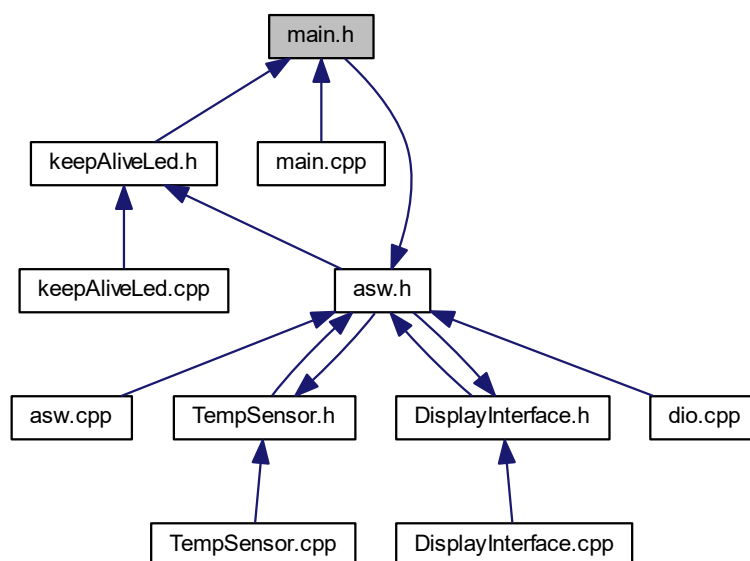 main.h
keepAliveLed.h
main.cpp
keepAliveLed.cpp
asw.h
asw.cpp
TempSensor.h
DisplayInterface.h
dio.cpp
TempSensor.cpp
DisplayInterface.cpp